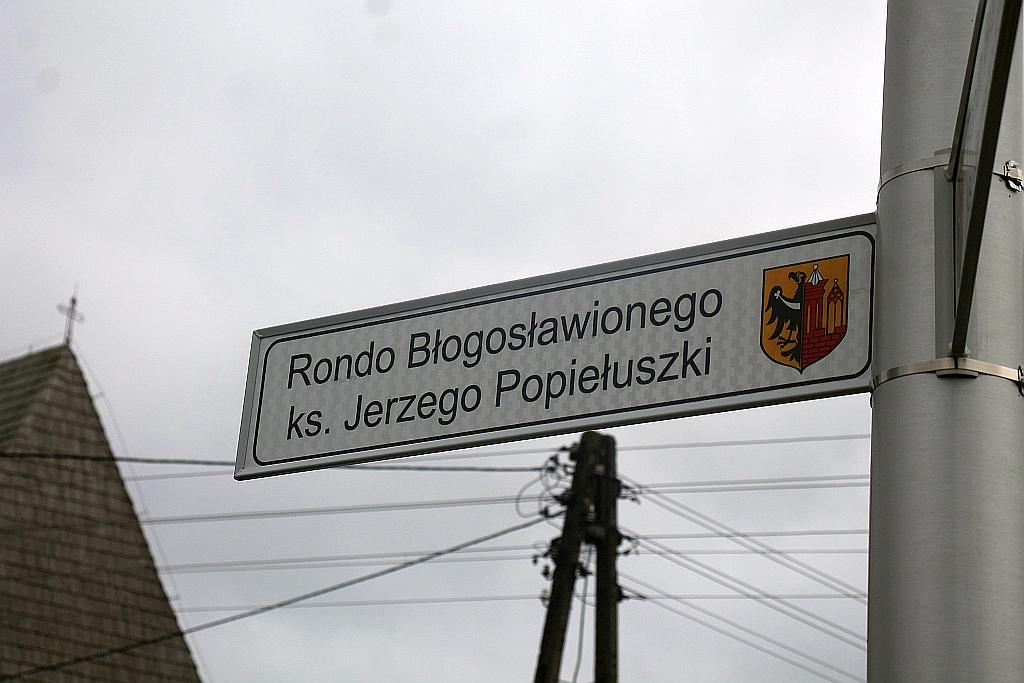 Rondo Błogosławionego
ks. Jerzego Popiełuszki